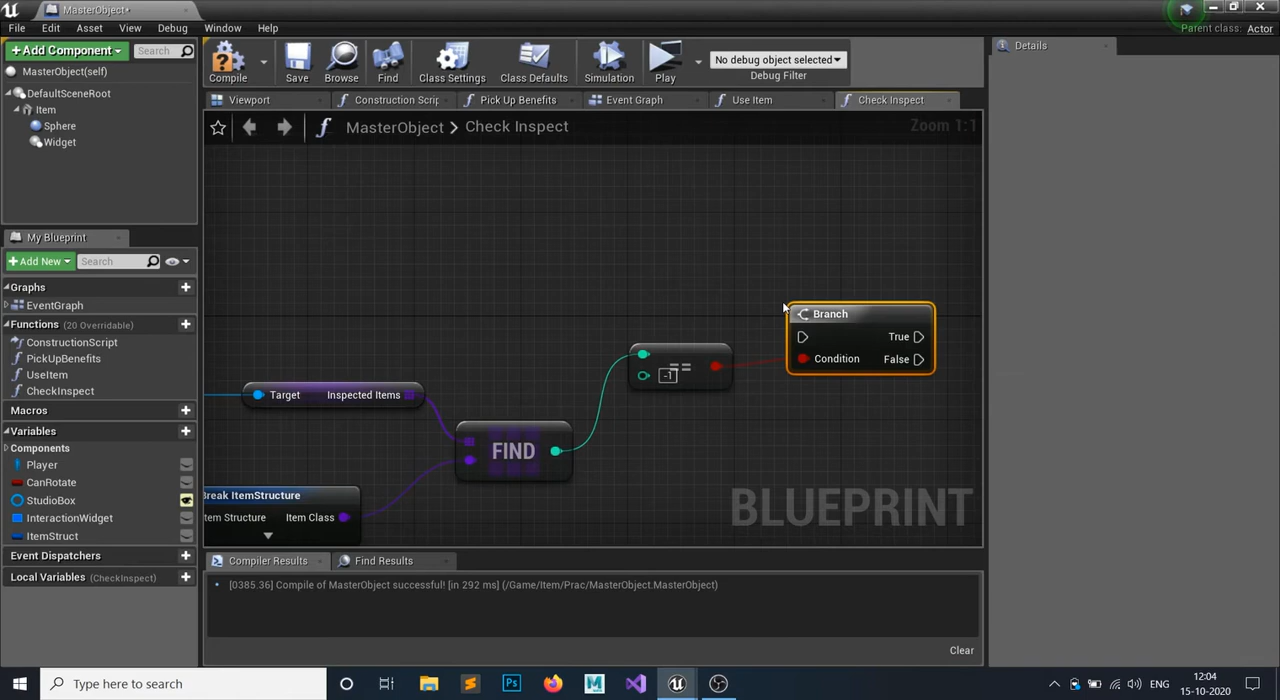 MasterObject*
File Edit Asset View Debug Window Help
Parent class: Actor
+Add Component
Search
Compile
Save
Browse
Find
Class Settings
Class Defaults
Simulation
Play
No debug object selected
Debug Filter
Details
MasterObject(self)
DefaultSceneRoot
Item
Sphere
Widget
Viewport
Construction Scrip
Pick Up Benefits
Event Graph
Use Item
Check Inspect
MasterObject > Check Inspect
Zoom 1:1
My Blueprint
+Add New
Search
Graphs
EventGraph
Functions (20 Overridable)
ConstructionScript
PickUpBenefits
UseItem
CheckInspect
Macros
Variables
Components
Player
CanRotate
StudioBox
InteractionWidget
ItemStruct
Event Dispatchers
Local Variables (CheckInspect)
Branch
True
Condition
False
==
-1
Target
Inspected Items
FIND
Break ItemStructure
tem Structure
Item Class
BLUEPRINT
Compiler Results
Find Results
[0385.36] Compile of MasterObject successful! [in 292 ms] (/Game/Item/Prac/MasterObject.MasterObject)
Clear
Type here to search
Ps
12:04
15-10-2020